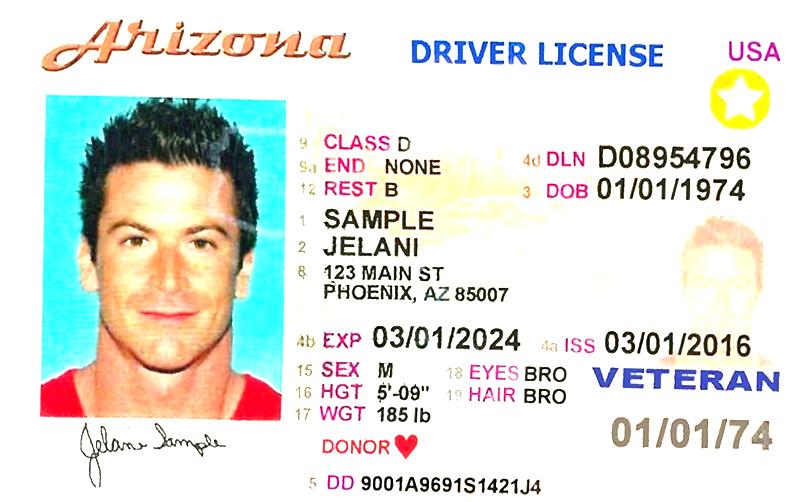 Arizona DRIVER LICENSE USA
9 CLASS D
9a END NONE 4d DLN D08954796
12 REST B 3 DOB 01/01/1974
1 SAMPLE
2 JELANI
8 123 MAIN ST
PHOENIX, AZ 85007
4b EXP 03/01/2024 4a ISS 03/01/2016
15 SEX M 18 EYES BRO VETERAN
16 HGT 5'-09" 19 HAIR BRO
17 WGT 185 lb 01/01/74
Jelani Sample DONOR
5 DD 9001A9691S1421J4